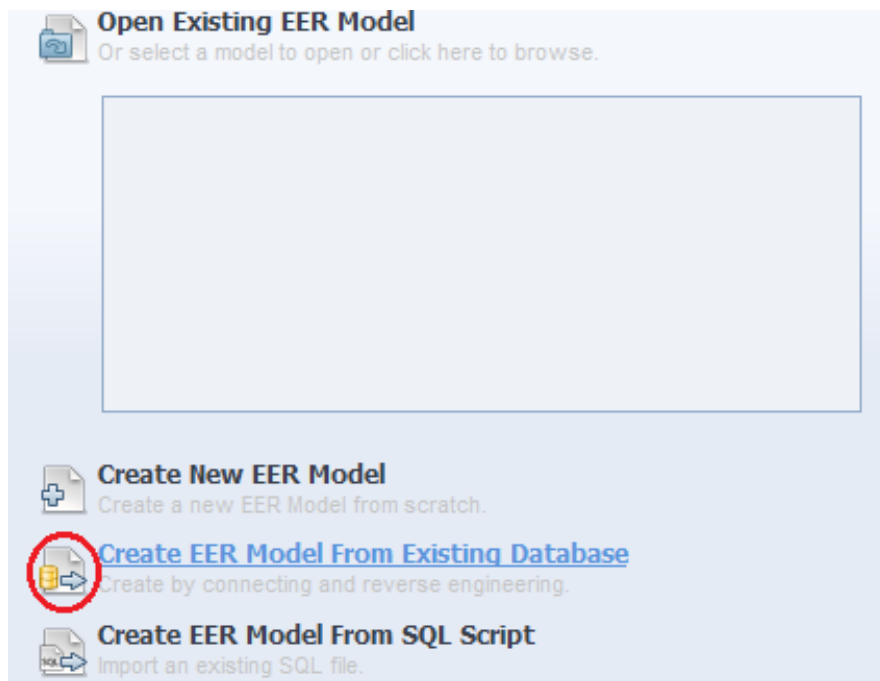 Open Existing EER Model
Or select a model to open or click here to browse.
Create New EER Model
Create a new EER Model from scratch.
Create EER Model From Existing Database
Create by connecting and reverse engineering.
Create EER Model From SQL Script
SQL
Import an existing SQL file.